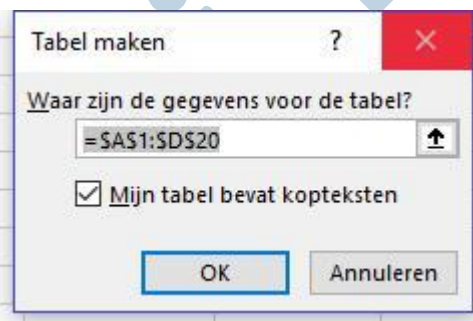 Tabel maken ?
Waar zijn de gegevens voor de tabel?
=$A$1:$D$20
Mijn tabel bevat kopteksten
OK Annuleren